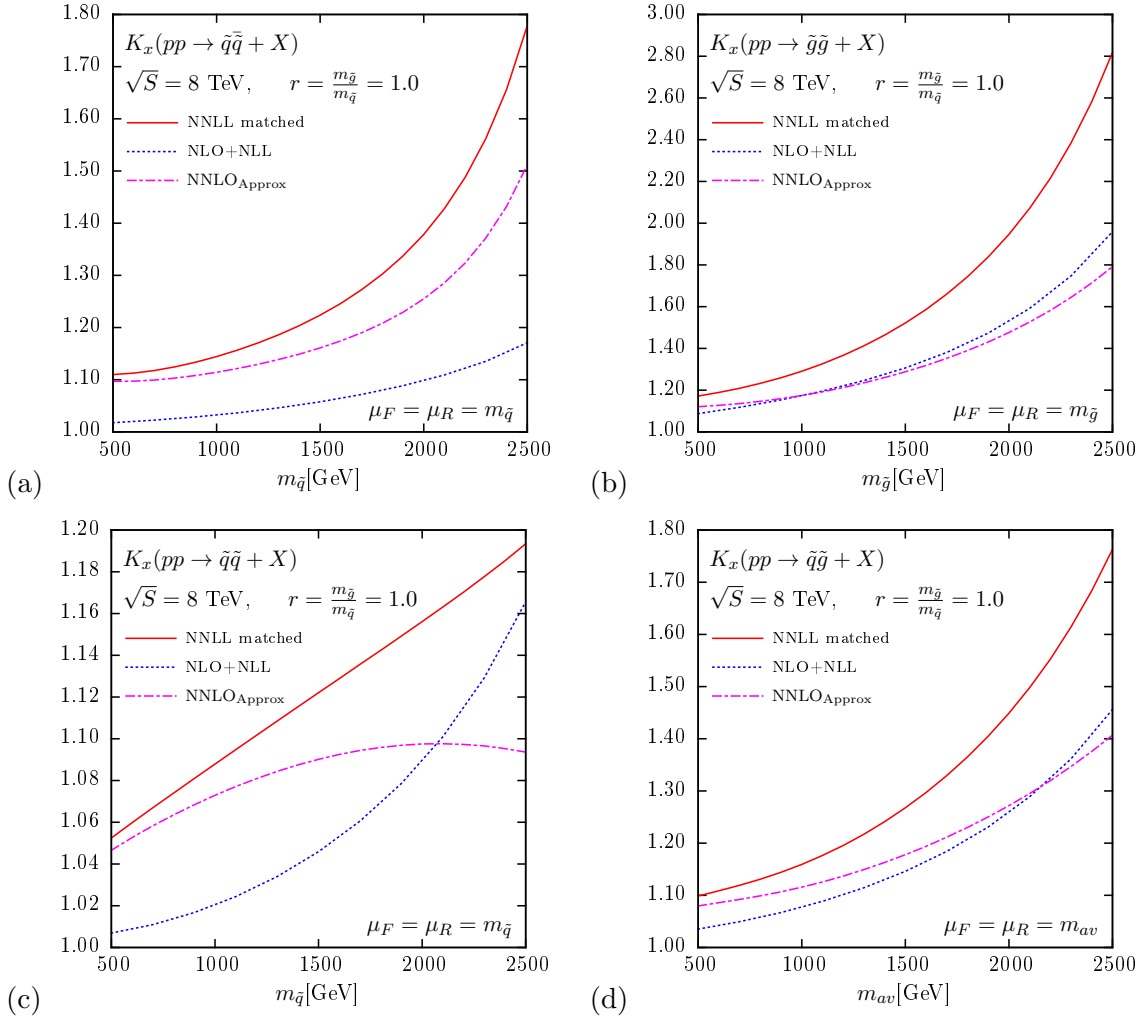 K_x(pp → q̃q̃̄ + X)
√S = 8 TeV, r = m_g̃/m_q̃ = 1.0
NNLL matched
NLO+NLL
NNLO_Approx
1.80
1.70
1.60
1.50
1.40
1.30
1.20
1.10
1.00
μ_F = μ_R = m_q̃
500 1000 1500 2000 2500
m_q̃[GeV]
(a)
K_x(pp → g̃g̃ + X)
√S = 8 TeV, r = m_g̃/m_q̃ = 1.0
NNLL matched
NLO+NLL
NNLO_Approx
3.00
2.80
2.60
2.40
2.20
2.00
1.80
1.60
1.40
1.20
1.00
μ_F = μ_R = m_g̃
500 1000 1500 2000 2500
m_g̃[GeV]
(b)
K_x(pp → q̃q̃ + X)
√S = 8 TeV, r = m_g̃/m_q̃ = 1.0
NNLL matched
NLO+NLL
NNLO_Approx
1.20
1.18
1.16
1.14
1.12
1.10
1.08
1.06
1.04
1.02
1.00
μ_F = μ_R = m_q̃
500 1000 1500 2000 2500
m_q̃[GeV]
(c)
K_x(pp → q̃g̃ + X)
√S = 8 TeV, r = m_g̃/m_q̃ = 1.0
NNLL matched
NLO+NLL
NNLO_Approx
1.80
1.70
1.60
1.50
1.40
1.30
1.20
1.10
1.00
μ_F = μ_R = m_av
500 1000 1500 2000 2500
m_av[GeV]
(d)